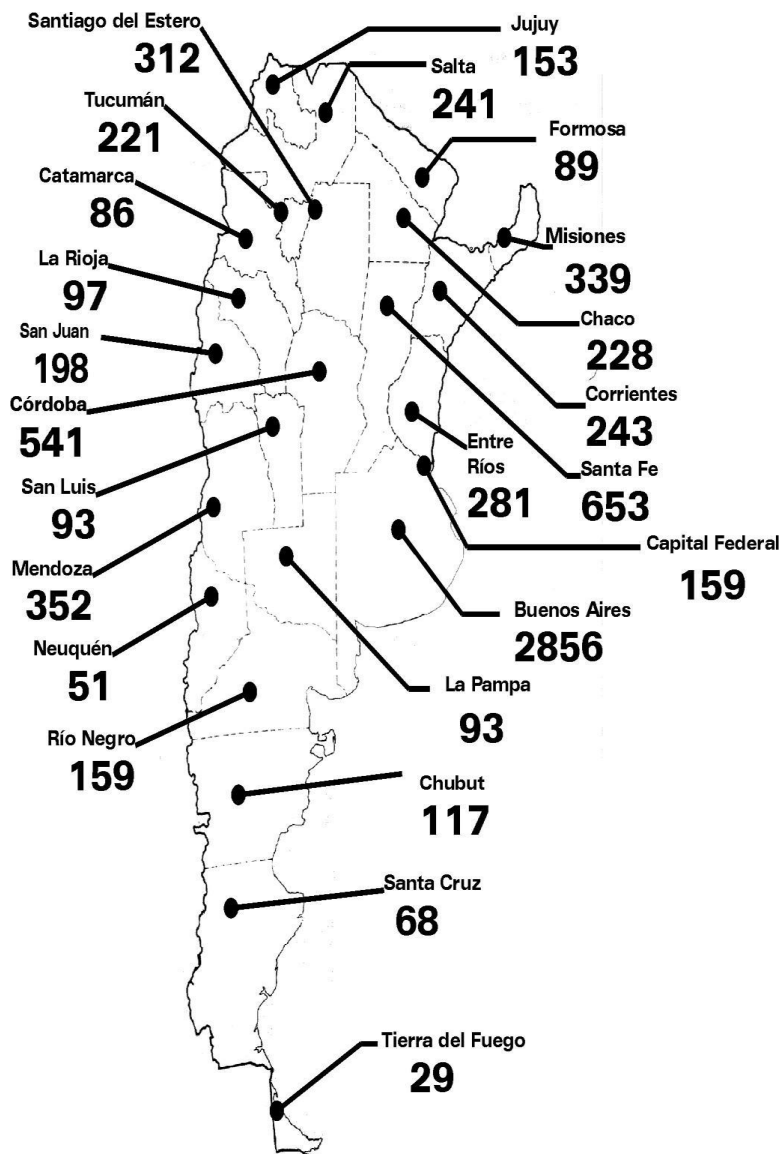 Santiago del Estero
312
Jujuy
153
Salta
241
Tucumán
221
Formosa
89
Catamarca
86
Misiones
339
La Rioja
97
Chaco
228
San Juan
198
Corrientes
243
Córdoba
541
Entre
Ríos
281
Santa Fe
653
San Luis
93
Capital Federal
159
Mendoza
352
Buenos Aires
2856
Neuquén
51
La Pampa
93
Río Negro
159
Chubut
117
Santa Cruz
68
Tierra del Fuego
29